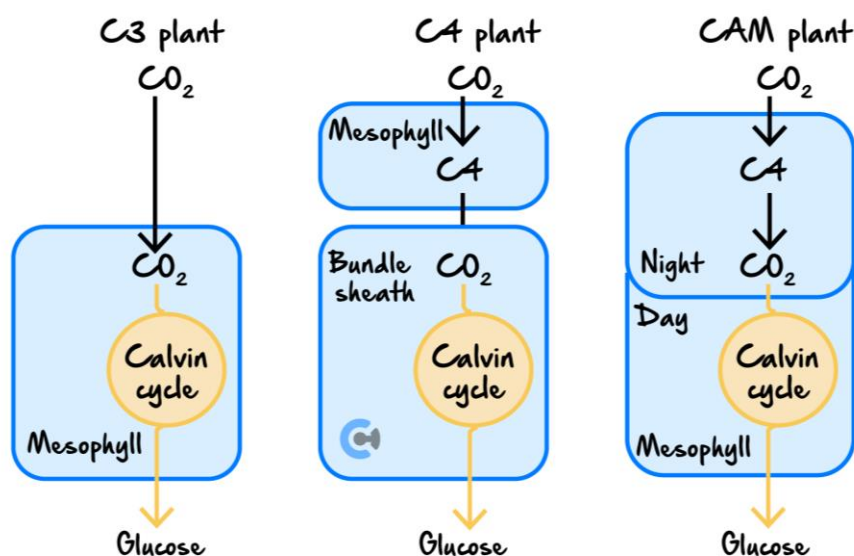 C3 plant
CO₂
CO₂
Calvin
cycle
Mesophyll
Glucose
C4 plant
CO₂
Mesophyll
C4
Bundle
sheath
CO₂
Calvin
cycle
Glucose
CAM plant
CO₂
C4
Night
CO₂
Day
Calvin
cycle
Mesophyll
Glucose